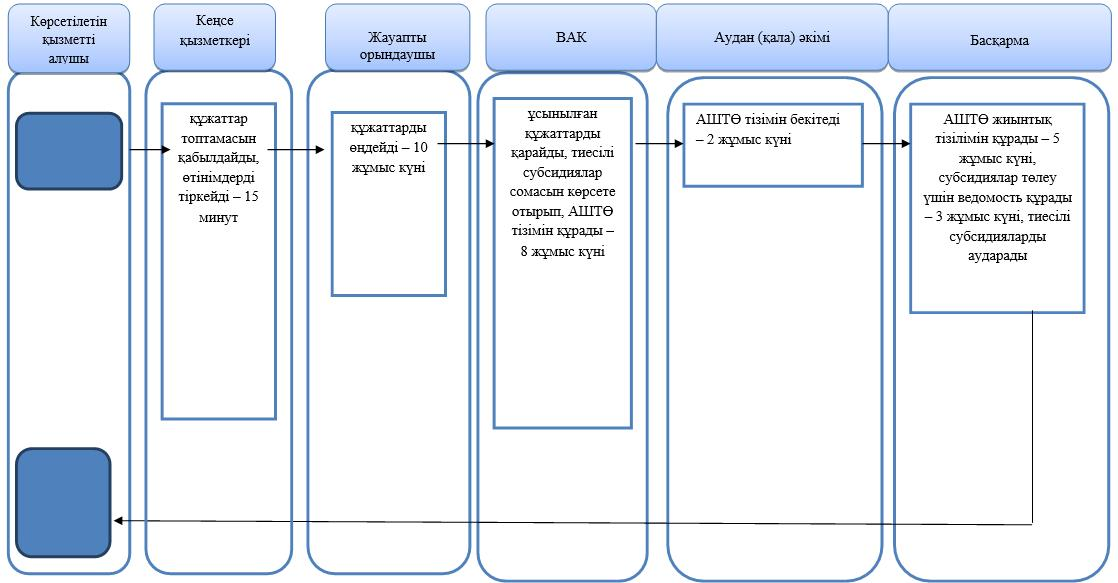 Көрсетілетін
қызметті
алушы
Кеңсе
қызметкері
Жауапты
орындаушы
ВАК
Аудан (қала) әкімі
Басқарма
құжаттар
топтамасын
қабылдайды,
өтінімдерді
тіркейді – 15
минут
құжаттарды
өңдейді – 10
жұмыс күні
ұсынылған
құжаттарды
қарайды, тиесілі
субсидиялар
сомасын көрсете
отырып, АШТӨ
тізімін құрады –
8 жұмыс күні
АШТӨ тізімін бекітеді
– 2 жұмыс күні
АШТӨ жиынтық
тізілімін құрады – 5
жұмыс күні,
субсидиялар төлеу
үшін ведомость құрады
– 3 жұмыс күні, тиесілі
субсидияларды
аударады